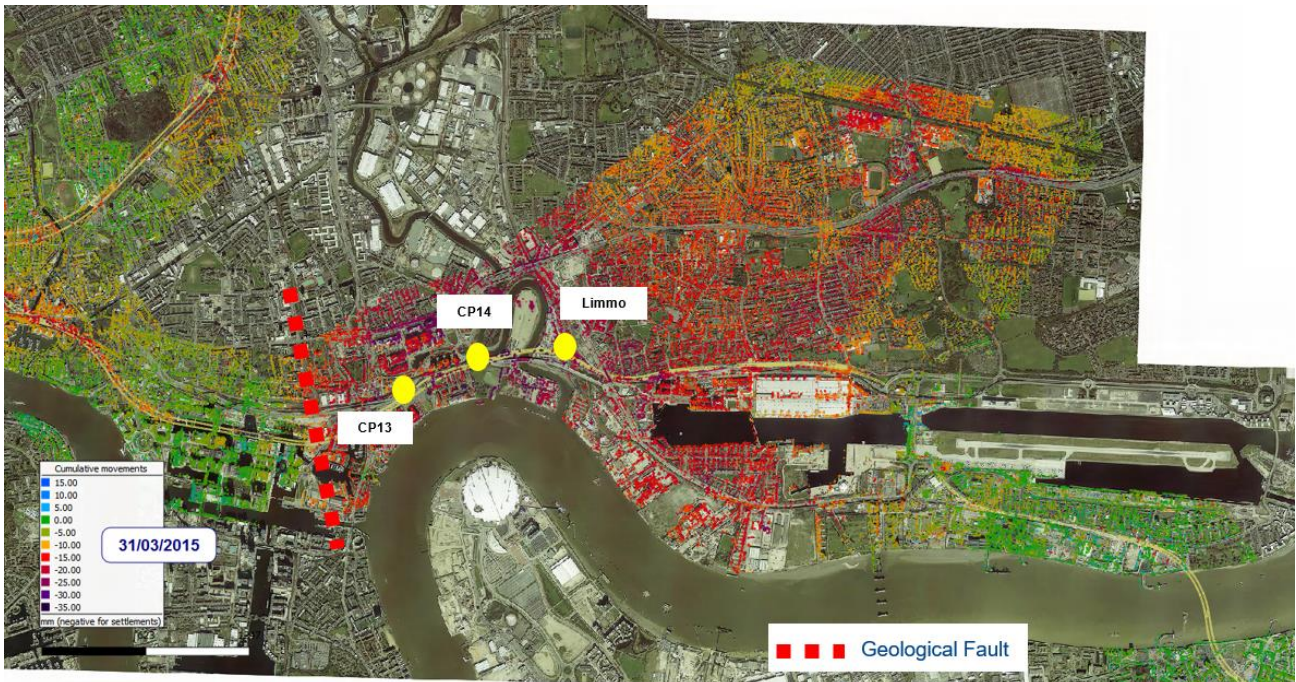 CP14
Limmo
CP13
Cumulative movements
15.00
10.00
5.00
0.00
-5.00
-10.00
-15.00
-20.00
-25.00
-30.00
-35.00
mm (negative for settlements)
31/03/2015
Geological Fault